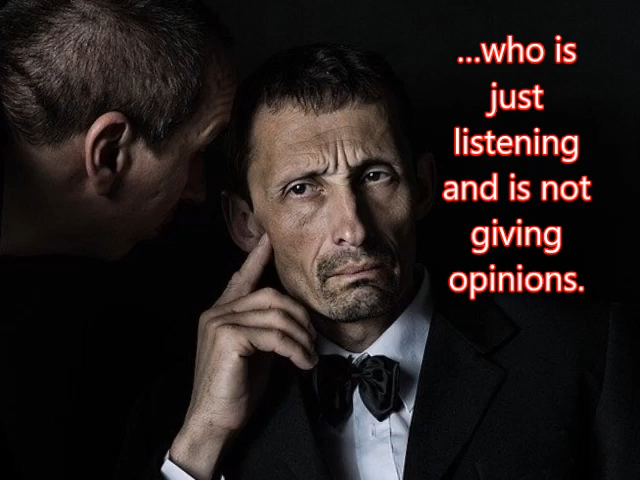 ...who is
just
listening
and is not
giving
opinions.